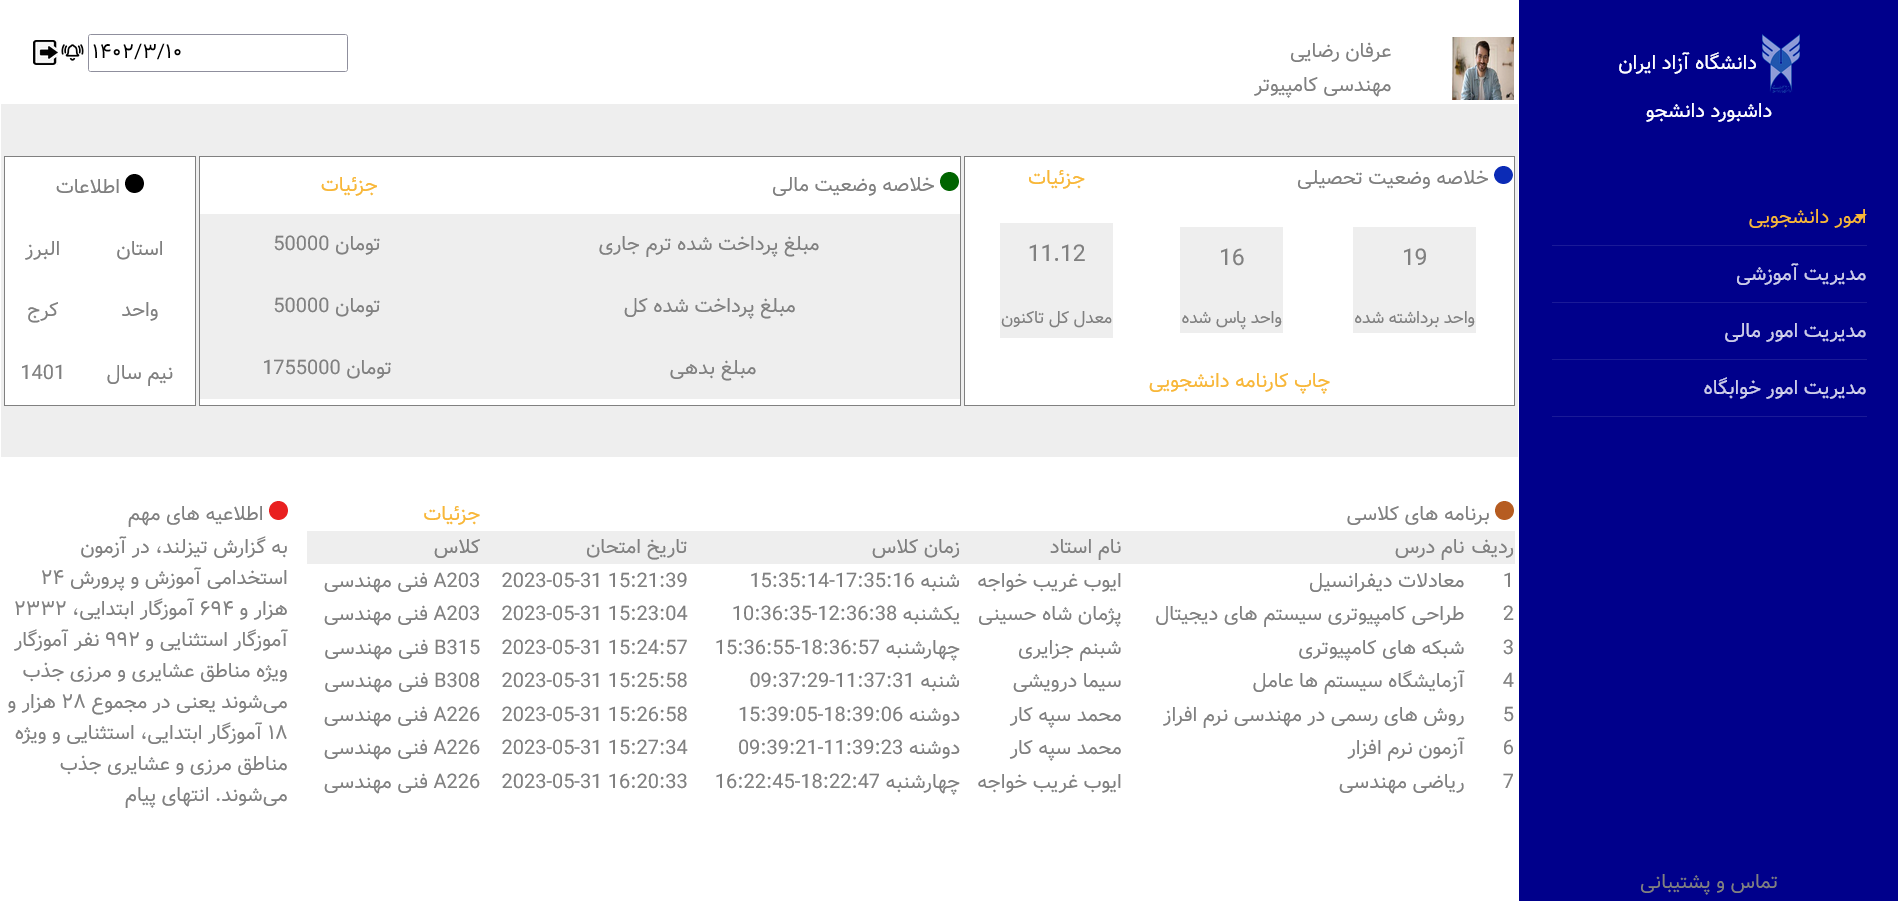 دانشگاه آزاد ایران
داشبورد دانشجو
امور دانشجویی
مدیریت آموزشی
مدیریت امور مالی
مدیریت امور خوابگاه
تماس و پشتیبانی
عرفان رضایی
مهندسی کامپیوتر
۱۴۰۲/۳/۱۰
خلاصه وضعیت تحصیلی جزئیات
19 16 11.12
واحد برداشته شده واحد پاس شده معدل کل تاکنون
چاپ کارنامه دانشجویی
خلاصه وضعیت مالی جزئیات
مبلغ پرداخت شده ترم جاری 50000 تومان
مبلغ پرداخت شده کل 50000 تومان
مبلغ بدهی 1755000 تومان
اطلاعات
استان البرز
واحد کرج
نیم سال 1401
برنامه های کلاسی جزئیات
ردیف نام درس نام استاد زمان کلاس تاریخ امتحان کلاس
1 معادلات دیفرانسیل ایوب غریب خواجه شنبه 15:35:14-17:35:16 2023-05-31 15:21:39 A203 فنی مهندسی
2 طراحی کامپیوتری سیستم های دیجیتال پژمان شاه حسینی یکشنبه 10:36:35-12:36:38 2023-05-31 15:23:04 A203 فنی مهندسی
3 شبکه های کامپیوتری شبنم جزایری چهارشنبه 15:36:55-18:36:57 2023-05-31 15:24:57 B315 فنی مهندسی
4 آزمایشگاه سیستم ها عامل سیما درویشی شنبه 09:37:29-11:37:31 2023-05-31 15:25:58 B308 فنی مهندسی
5 روش های رسمی در مهندسی نرم افراز محمد سپه کار دوشنه 15:39:05-18:39:06 2023-05-31 15:26:58 A226 فنی مهندسی
6 آزمون نرم افزار محمد سپه کار دوشنه 09:39:21-11:39:23 2023-05-31 15:27:34 A226 فنی مهندسی
7 ریاضی مهندسی ایوب غریب خواجه چهارشنبه 16:22:45-18:22:47 2023-05-31 16:20:33 A226 فنی مهندسی
اطلاعیه های مهم
به گزارش تیزلند، در آزمون
استخدامی آموزش و پرورش ۲۴
هزار و ۶۹۴ آموزگار ابتدایی، ۲۳۳۲
آموزگار استثنایی و ۹۹۲ نفر آموزگار
ویژه مناطق عشایری و مرزی جذب
می‌شوند یعنی در مجموع ۲۸ هزار و
۱۸ آموزگار ابتدایی، استثنایی و ویژه
مناطق مرزی و عشایری جذب
می‌شوند. انتهای پیام